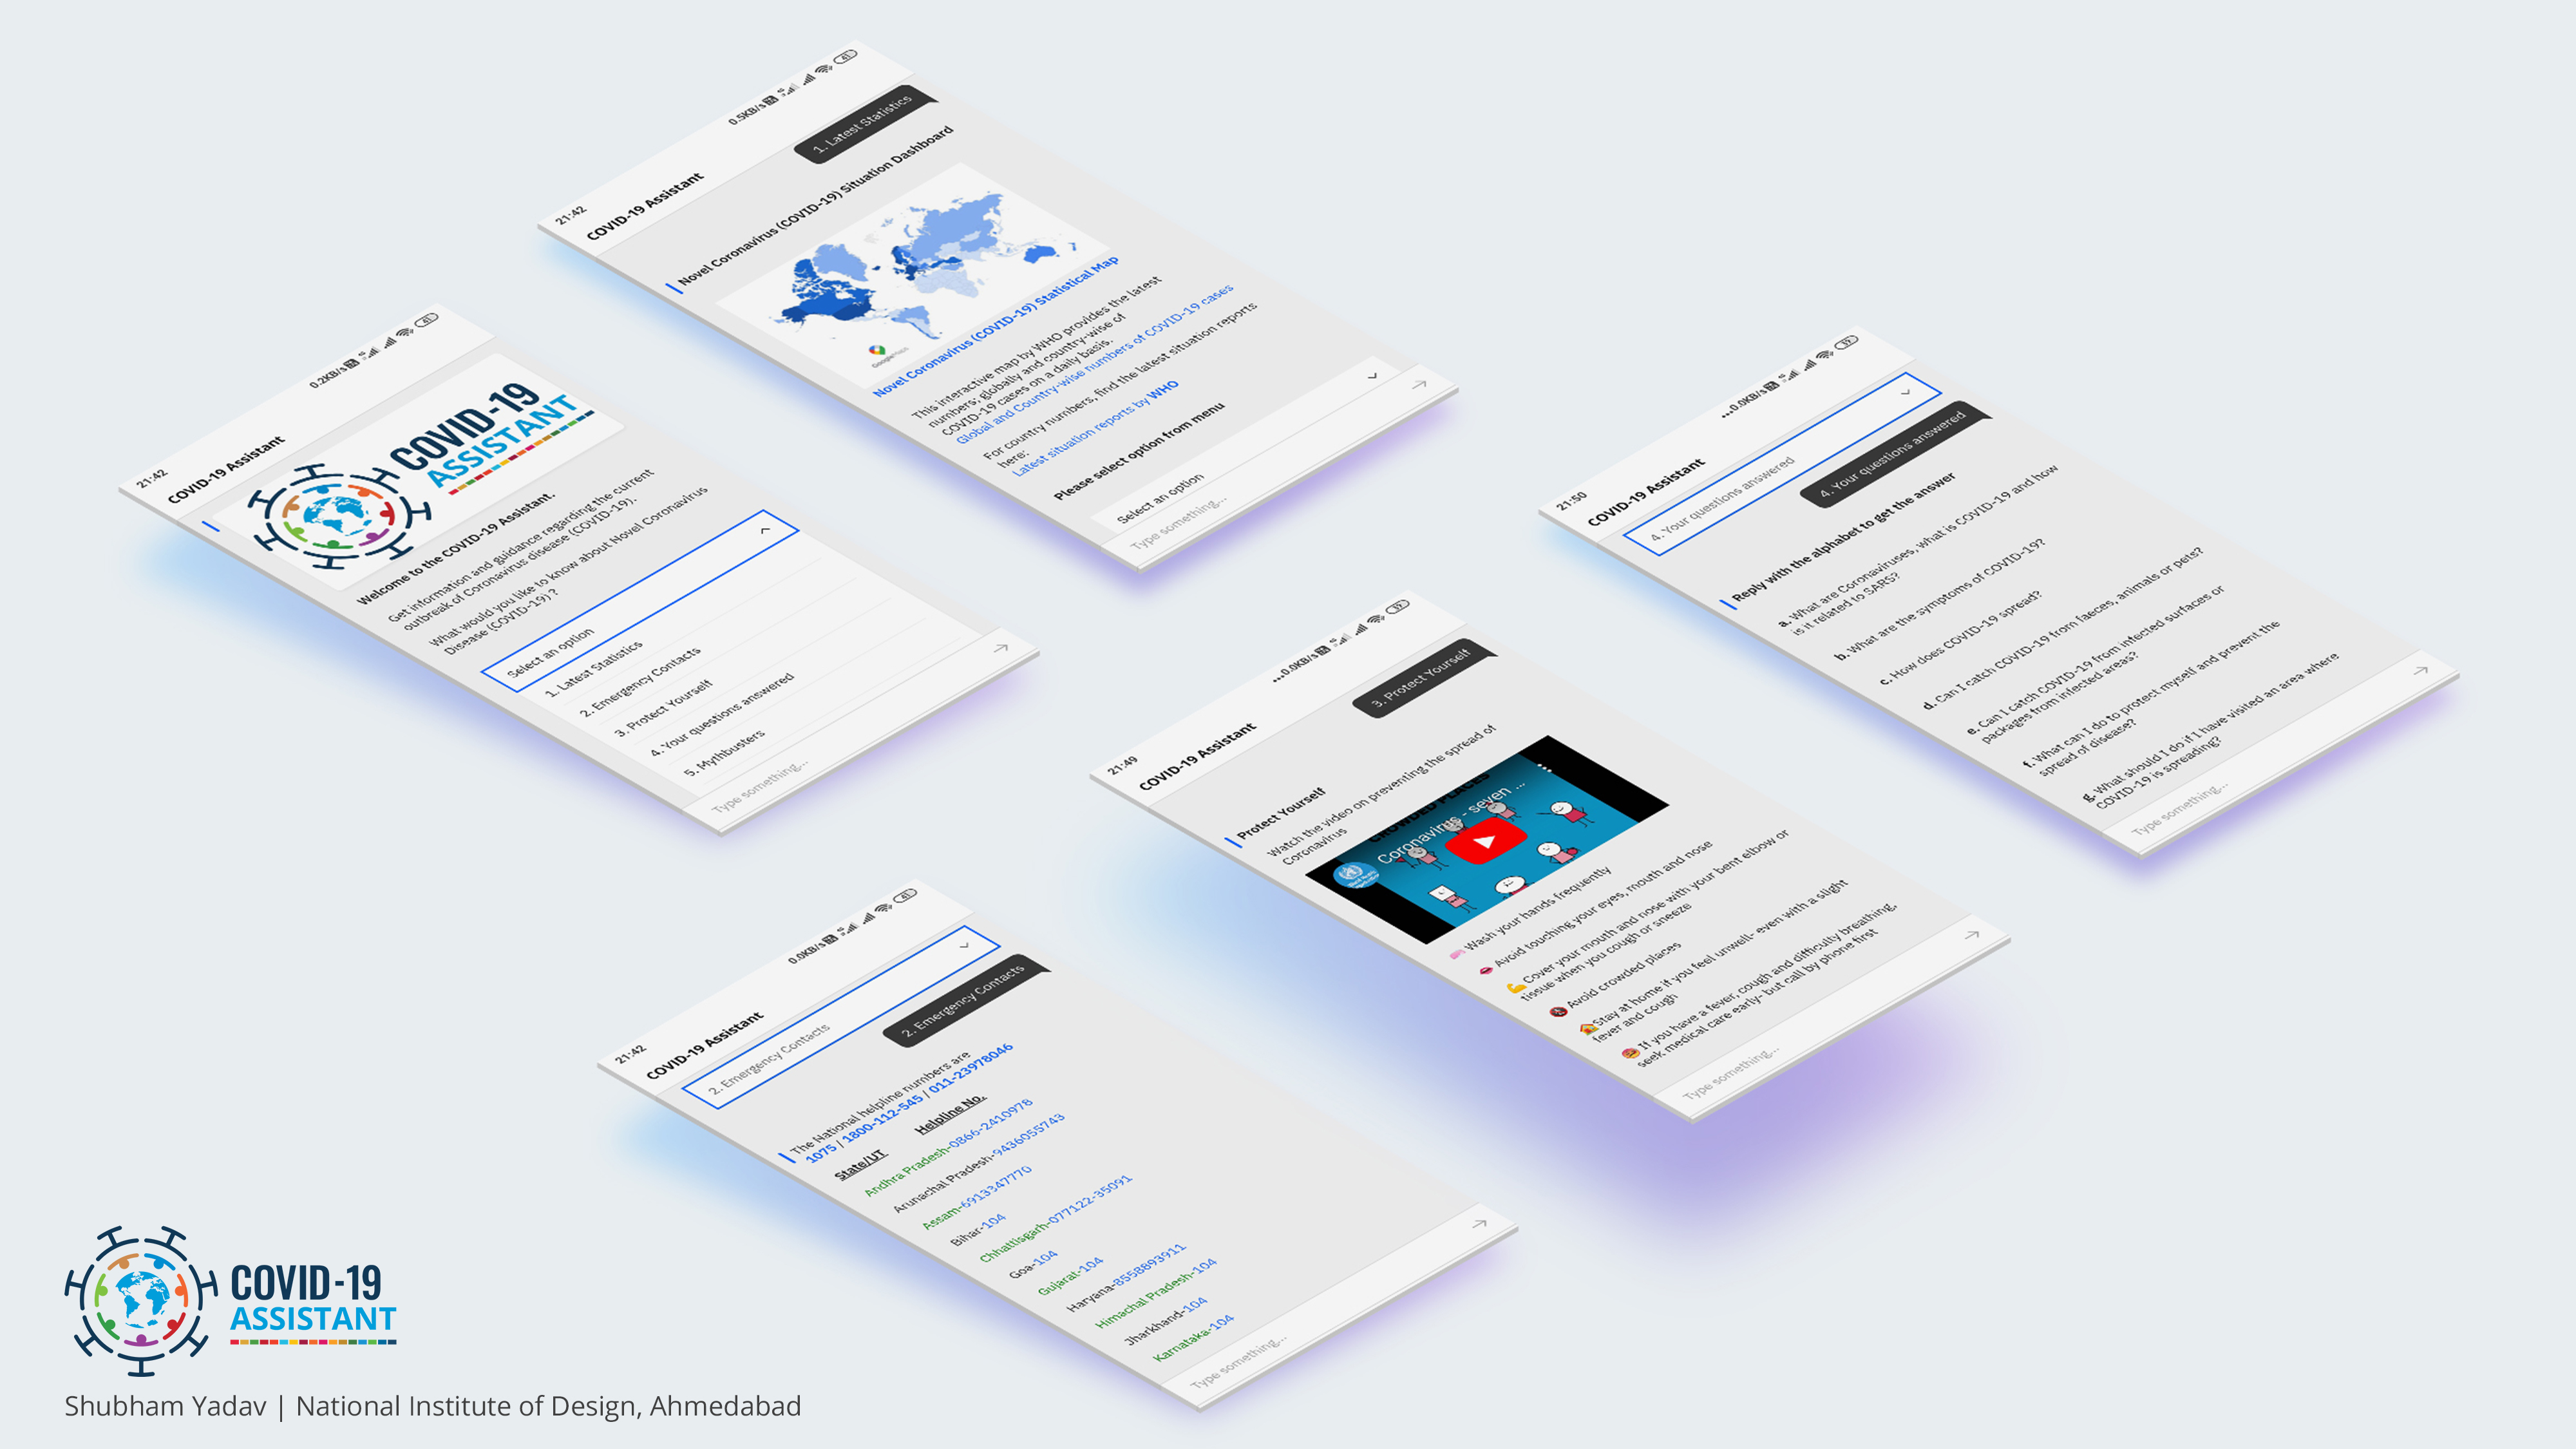 21:42
0.2KB/s
41
COVID-19 Assistant
COVID-19
ASSISTANT
Welcome to the COVID-19 Assistant.
Get information and guidance regarding the current
outbreak of Coronavirus disease (COVID-19).
What would you like to know about Novel Coronavirus
Disease (COVID-19) ?
Select an option
1. Latest Statistics
2. Emergency Contacts
3. Protect Yourself
4. Your questions answered
5. Mythbusters
Type something...
21:42
0.5KB/s
41
COVID-19 Assistant
1. Latest Statistics
Novel Coronavirus (COVID-19) Situation Dashboard
Google Maps
Novel Coronavirus (COVID-19) Statistical Map
This interactive map by WHO provides the latest
numbers; globally and country-wise of
COVID-19 cases on a daily basis.
Global and Country-wise numbers of COVID-19 cases
For country numbers, find the latest situation reports
here:
Latest situation reports by WHO
Please select option from menu
Select an option
Type something...
21:42
0.0KB/s
41
COVID-19 Assistant
2. Emergency Contacts
2. Emergency Contacts
The National helpline numbers are
1075 | 1800-112-545 | 011-23978046
State/UT Helpline No.
Andhra Pradesh-0866-2410978
Arunachal Pradesh-9436055743
Assam-6913347770
Bihar-104
Chhattisgarh-077122-35091
Goa-104
Gujarat-104
Haryana-8558893911
Himachal Pradesh-104
Jharkhand-104
Karnataka-104
Type something...
21:49
...0.0KB/s
39
COVID-19 Assistant
3. Protect Yourself
Protect Yourself
Watch the video on preventing the spread of
Coronavirus
CROWDED PLACES
Coronavirus - seven ...
Wash your hands frequently
Avoid touching your eyes, mouth and nose
Cover your mouth and nose with your bent elbow or
tissue when you cough or sneeze
Avoid crowded places
Stay at home if you feel unwell- even with a slight
fever and cough
If you have a fever, cough and difficulty breathing,
seek medical care early- but call by phone first
Type something...
21:50
...0.0KB/s
COVID-19 Assistant
4. Your questions answered
4. Your questions answered
Reply with the alphabet to get the answer
a. What are Coronaviruses, what is COVID-19 and how
is it related to SARS?
b. What are the symptoms of COVID-19?
c. How does COVID-19 spread?
d. Can I catch COVID-19 from faeces, animals or pets?
e. Can I catch COVID-19 from infected surfaces or
packages from infected areas?
f. What can I do to protect myself and prevent the
spread of disease?
g. What should I do if I have visited an area where
COVID-19 is spreading?
Type something...
COVID-19
ASSISTANT
Shubham Yadav | National Institute of Design, Ahmedabad